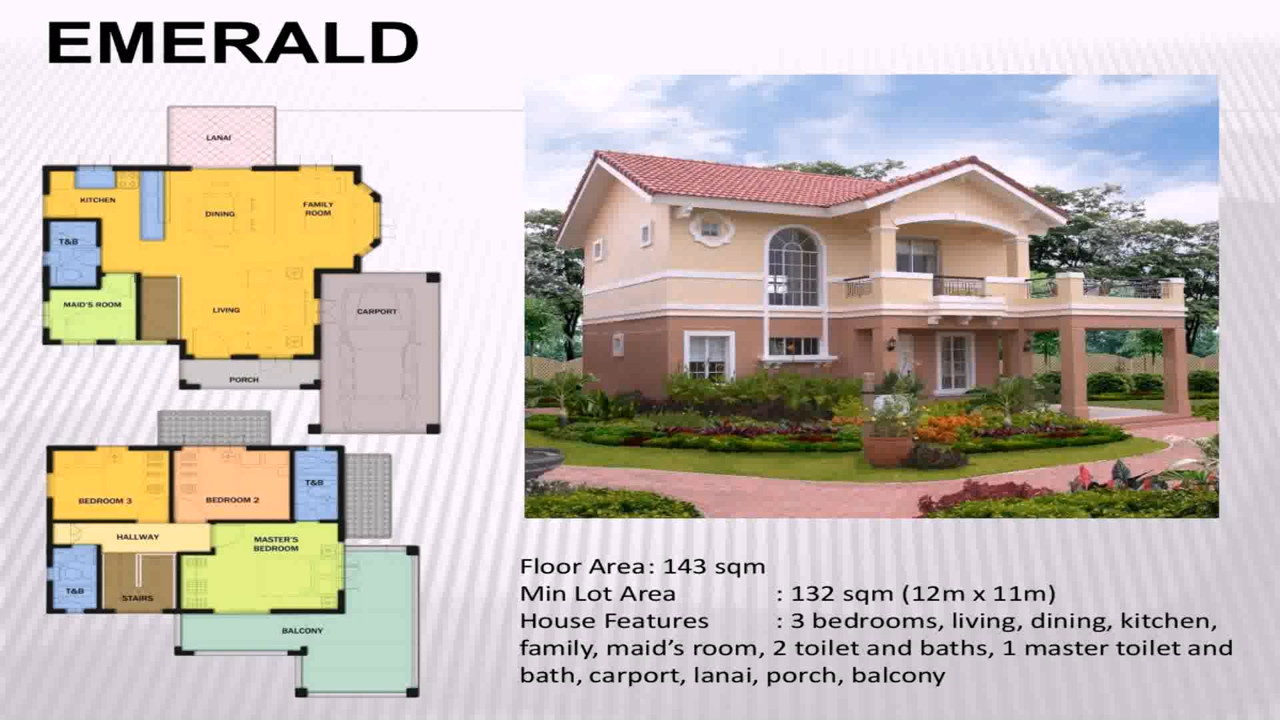 EMERALD
LANAI
KITCHEN
DINING
FAMILY
ROOM
T&B
MAID'S ROOM
LIVING
CARPORT
PORCH
BEDROOM 3
BEDROOM 2
T&B
HALLWAY
MASTER'S
BEDROOM
T&B
STAIRS
BALCONY
Floor Area: 143 sqm
Min Lot Area : 132 sqm (12m x 11m)
House Features : 3 bedrooms, living, dining, kitchen,
family, maid's room, 2 toilet and baths, 1 master toilet and
bath, carport, lanai, porch, balcony